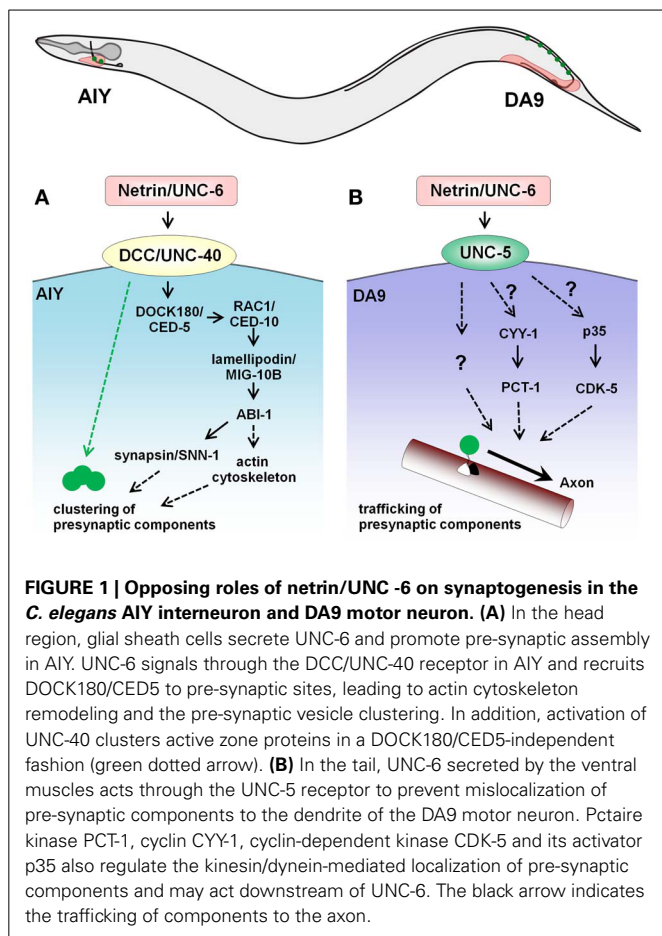 AIY
DA9
A
Netrin/UNC-6
DCC/UNC-40
AIY
DOCK180/
CED-5
RAC1/
CED-10
lamellipodin/
MIG-10B
ABI-1
synapsin/SNN-1
actin
cytoskeleton
clustering of
presynaptic components
B
Netrin/UNC-6
UNC-5
DA9
?
?
?
CYY-1
p35
PCT-1
CDK-5
Axon
trafficking of
presynaptic components
FIGURE 1 | Opposing roles of netrin/UNC -6 on synaptogenesis in the
C. elegans AIY interneuron and DA9 motor neuron. (A) In the head
region, glial sheath cells secrete UNC-6 and promote pre-synaptic assembly
in AIY. UNC-6 signals through the DCC/UNC-40 receptor in AIY and recruits
DOCK180/CED5 to pre-synaptic sites, leading to actin cytoskeleton
remodeling and the pre-synaptic vesicle clustering. In addition, activation of
UNC-40 clusters active zone proteins in a DOCK180/CED5-independent
fashion (green dotted arrow). (B) In the tail, UNC-6 secreted by the ventral
muscles acts through the UNC-5 receptor to prevent mislocalization of
pre-synaptic components to the dendrite of the DA9 motor neuron. Pctaire
kinase PCT-1, cyclin CYY-1, cyclin-dependent kinase CDK-5 and its activator
p35 also regulate the kinesin/dynein-mediated localization of pre-synaptic
components and may act downstream of UNC-6. The black arrow indicates
the trafficking of components to the axon.